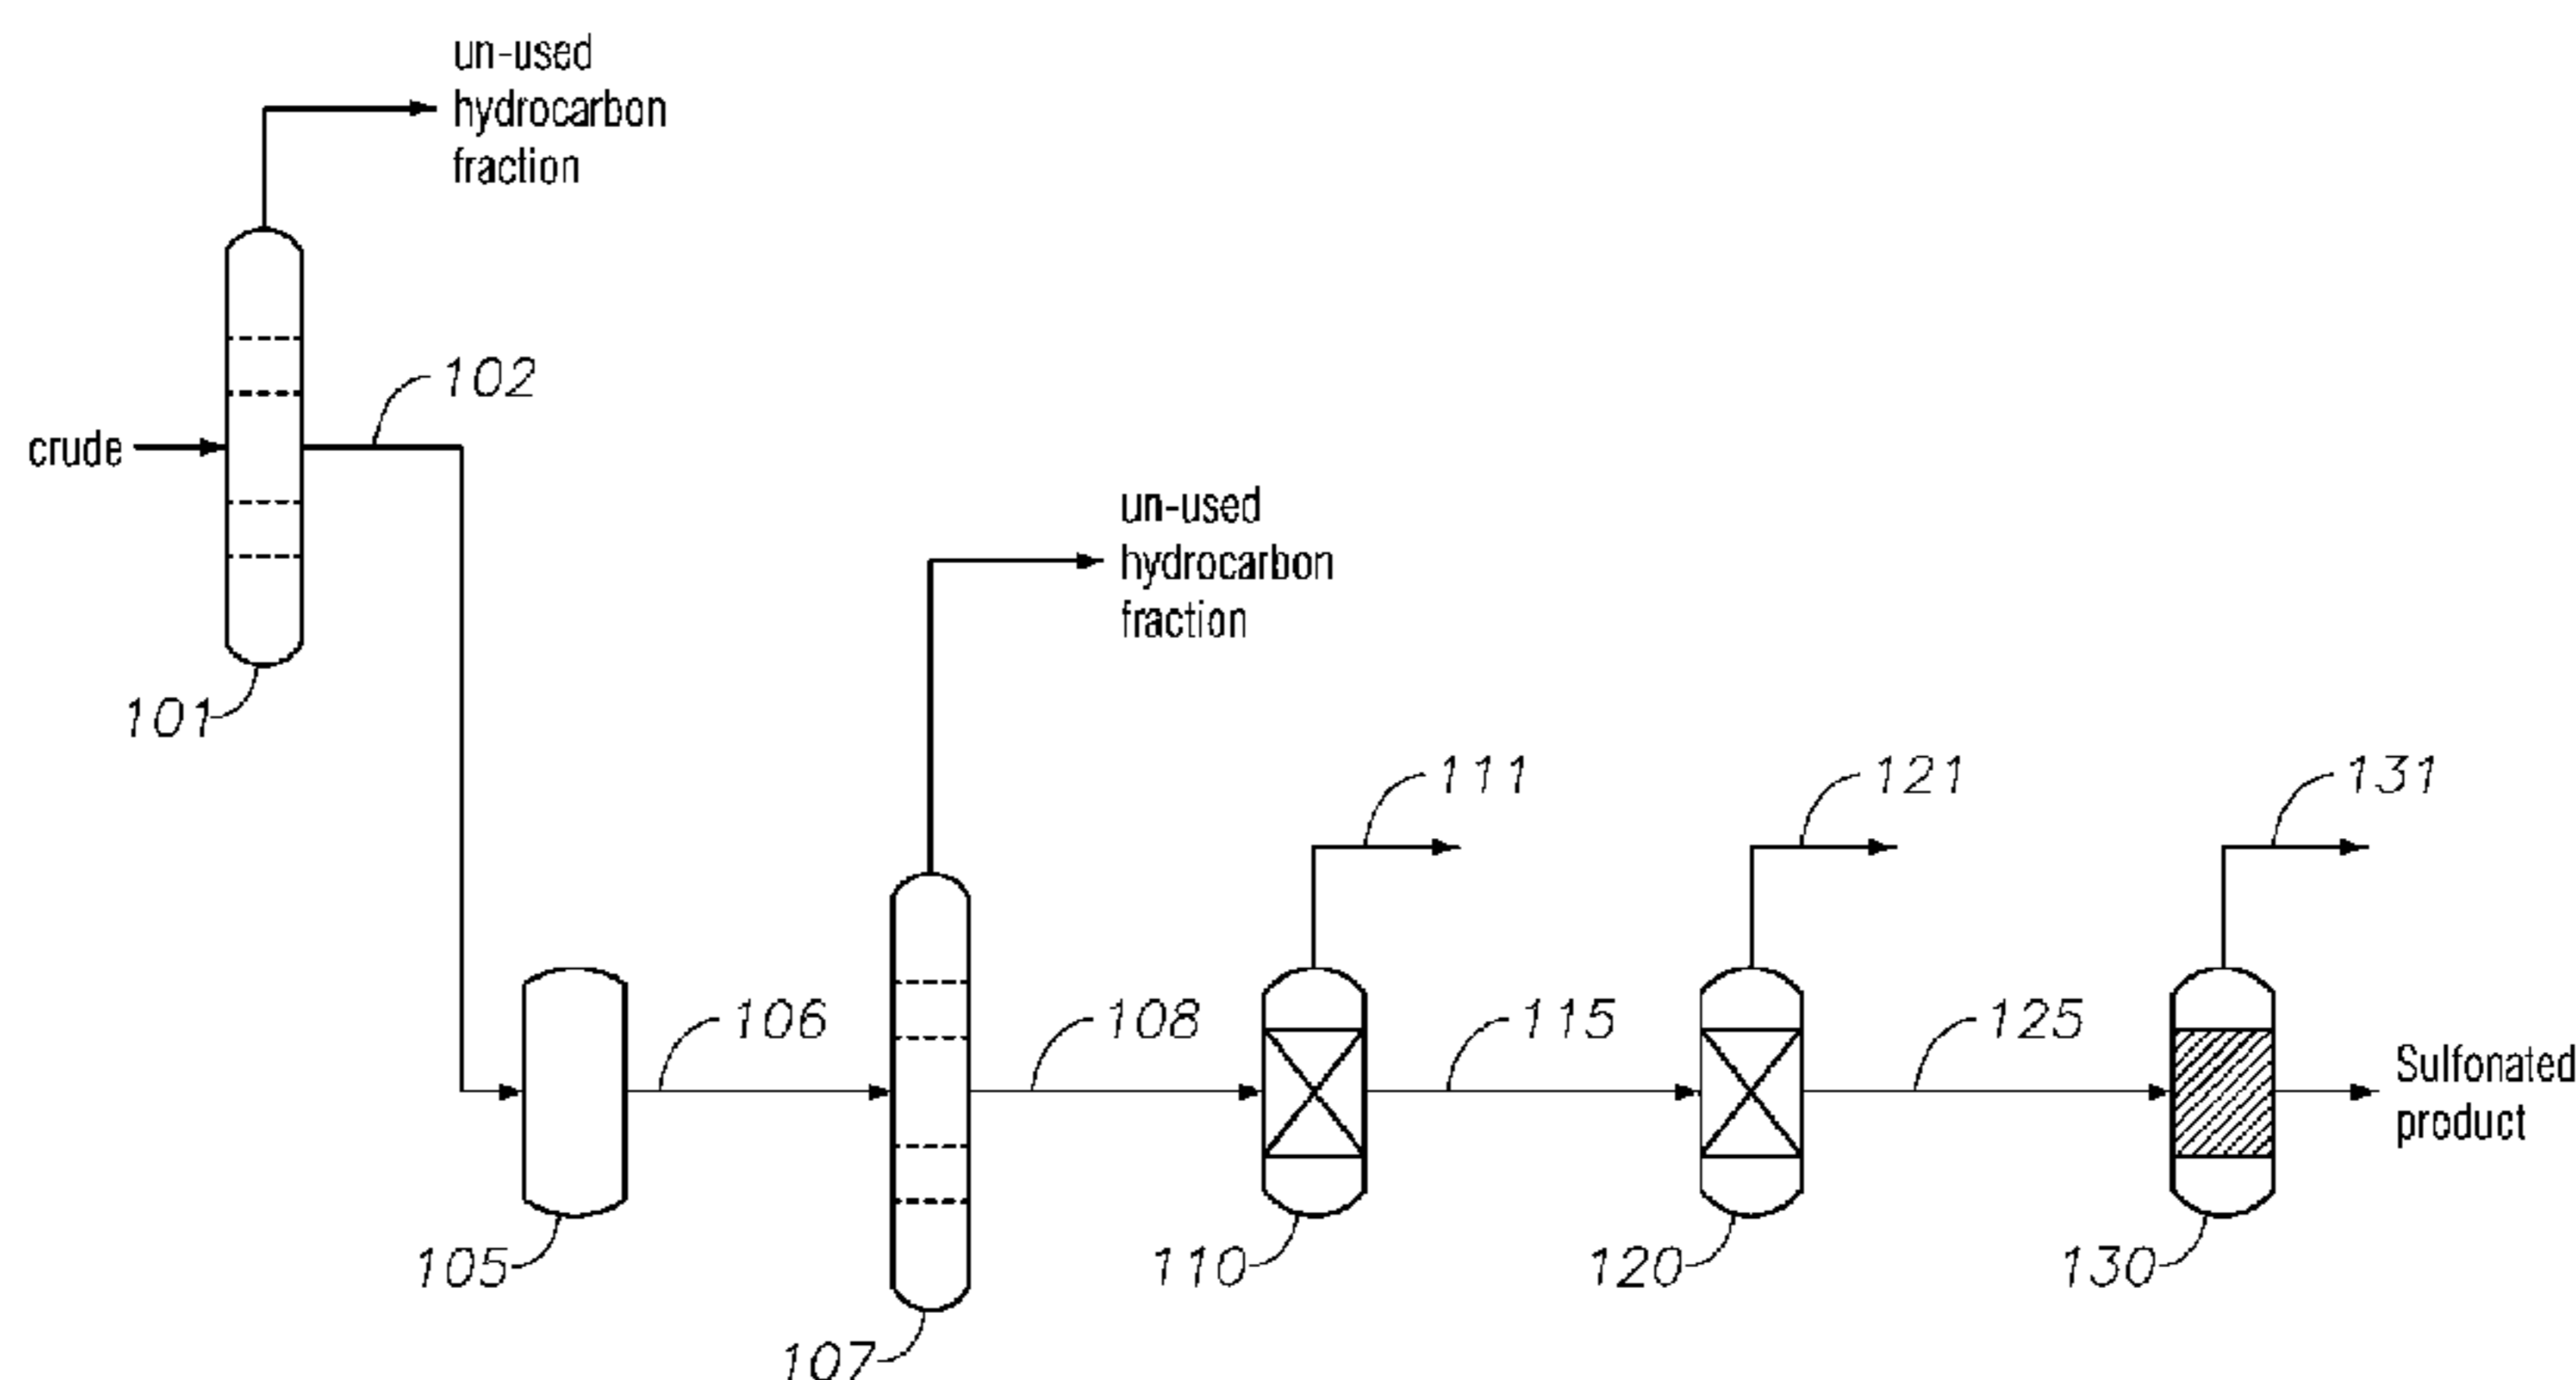 un-used
hydrocarbon
fraction
102
crude
un-used
hydrocarbon
fraction
101
111
121
131
106
108
115
125
Sulfonated
product
105
110
120
130
107